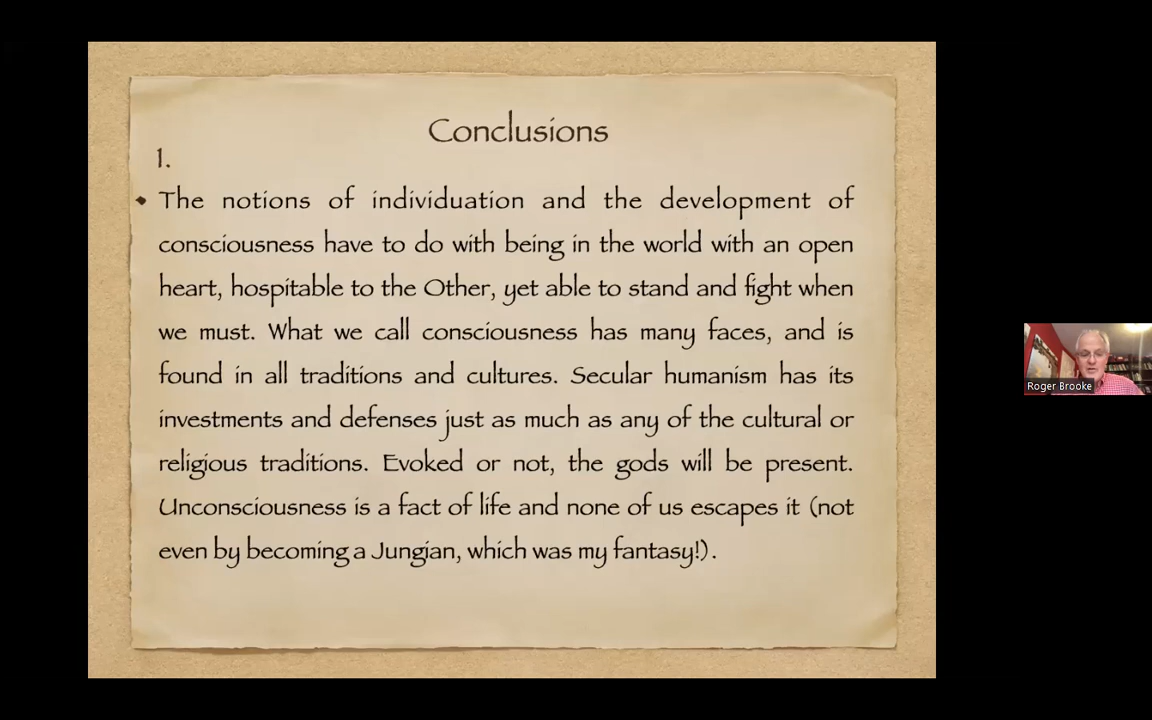 Conclusions
1.
The notions of individuation and the development of
consciousness have to do with being in the world with an open
heart, hospitable to the Other, yet able to stand and fight when
we must. What we call consciousness has many faces, and is
found in all traditions and cultures. Secular humanism has its
investments and defenses just as much as any of the cultural or
religious traditions. Evoked or not, the gods will be present.
Unconsciousness is a fact of life and none of us escapes it (not
even by becoming a Jungian, which was my fantasy!).
Roger Brooke